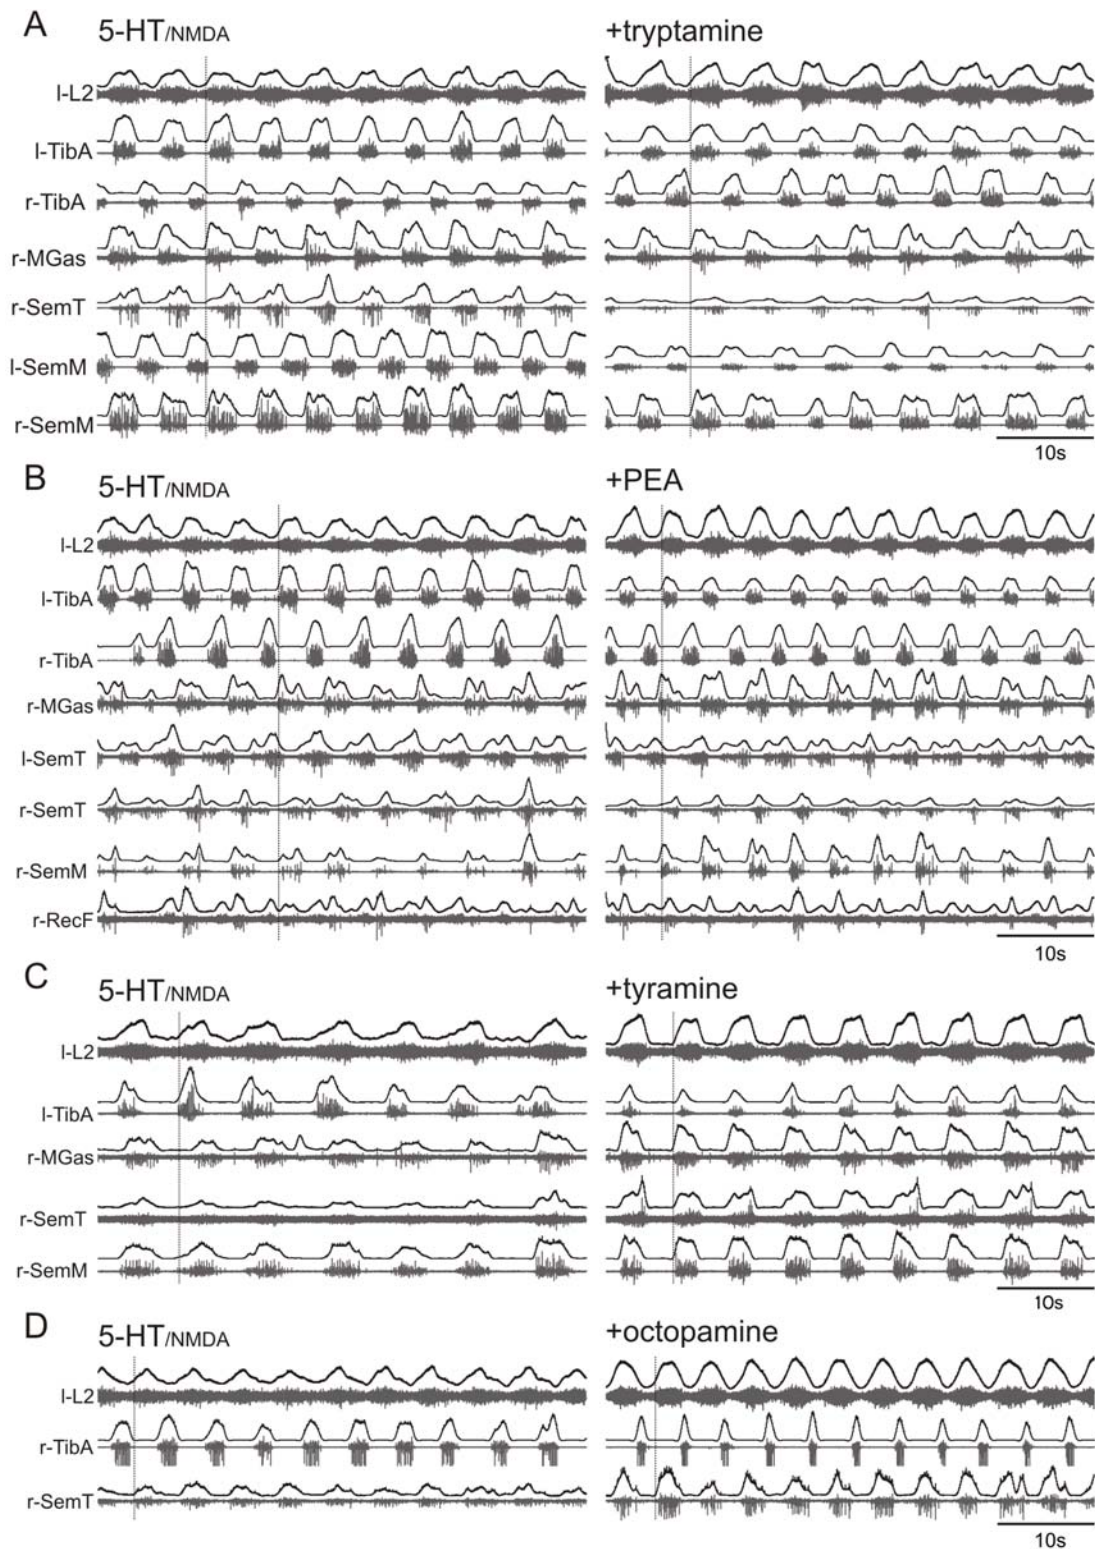 A
5-HT/NMDA +tryptamine
l-L2
l-TibA
r-TibA
r-MGas
r-SemT
l-SemM
r-SemM
10s
B
5-HT/NMDA +PEA
l-L2
l-TibA
r-TibA
r-MGas
l-SemT
r-SemT
r-SemM
r-RecF
10s
C
5-HT/NMDA +tyramine
l-L2
l-TibA
r-MGas
r-SemT
r-SemM
10s
D
5-HT/NMDA +octopamine
l-L2
r-TibA
r-SemT
10s